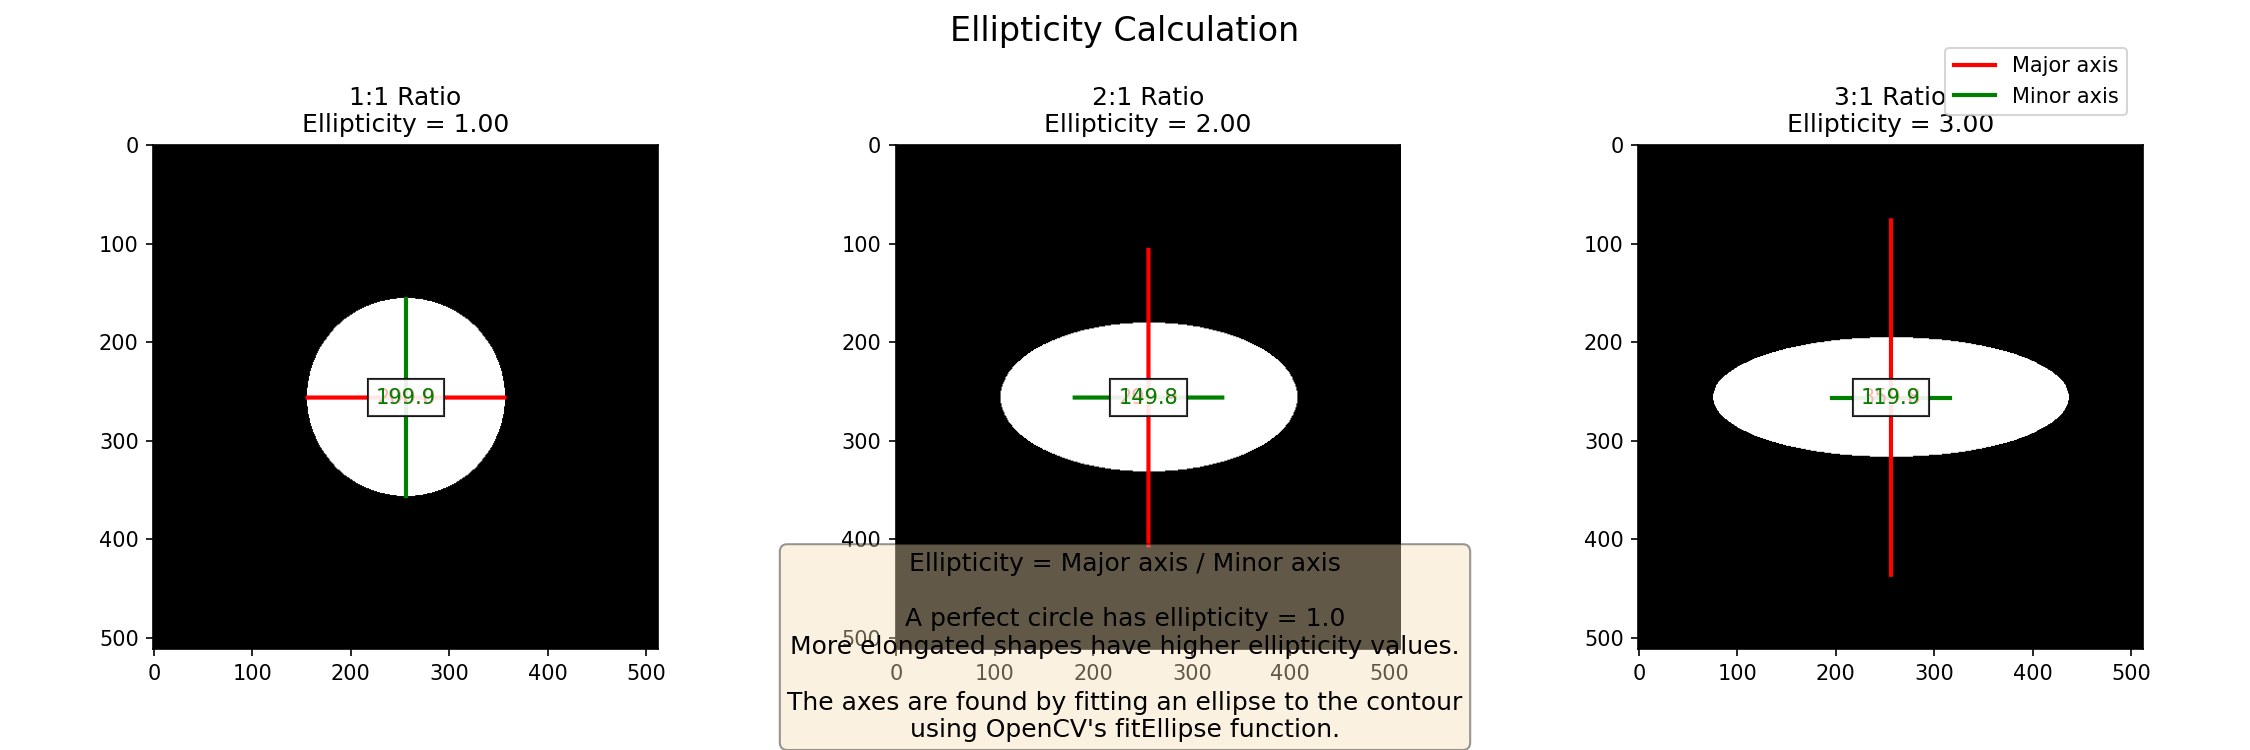 Ellipticity Calculation
Major axis
Minor axis
1:1 Ratio
Ellipticity = 1.00
0
100
200
300
400
500
0
100
200
300
400
500
199.9
2:1 Ratio
Ellipticity = 2.00
0
100
200
300
400
500
0
100
200
300
400
500
149.8
3:1 Ratio
Ellipticity = 3.00
0
100
200
300
400
500
0
100
200
300
400
500
119.9
Ellipticity = Major axis / Minor axis
A perfect circle has ellipticity = 1.0
More elongated shapes have higher ellipticity values.
The axes are found by fitting an ellipse to the contour
using OpenCV's fitEllipse function.